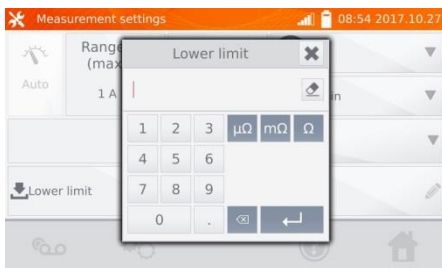 Measurement settings
08:54 2017.10.27
Range
(max
Auto
1 A
in
Lower limit
Lower limit
1 2 3 µΩ mΩ Ω
4 5 6
7 8 9
0 .